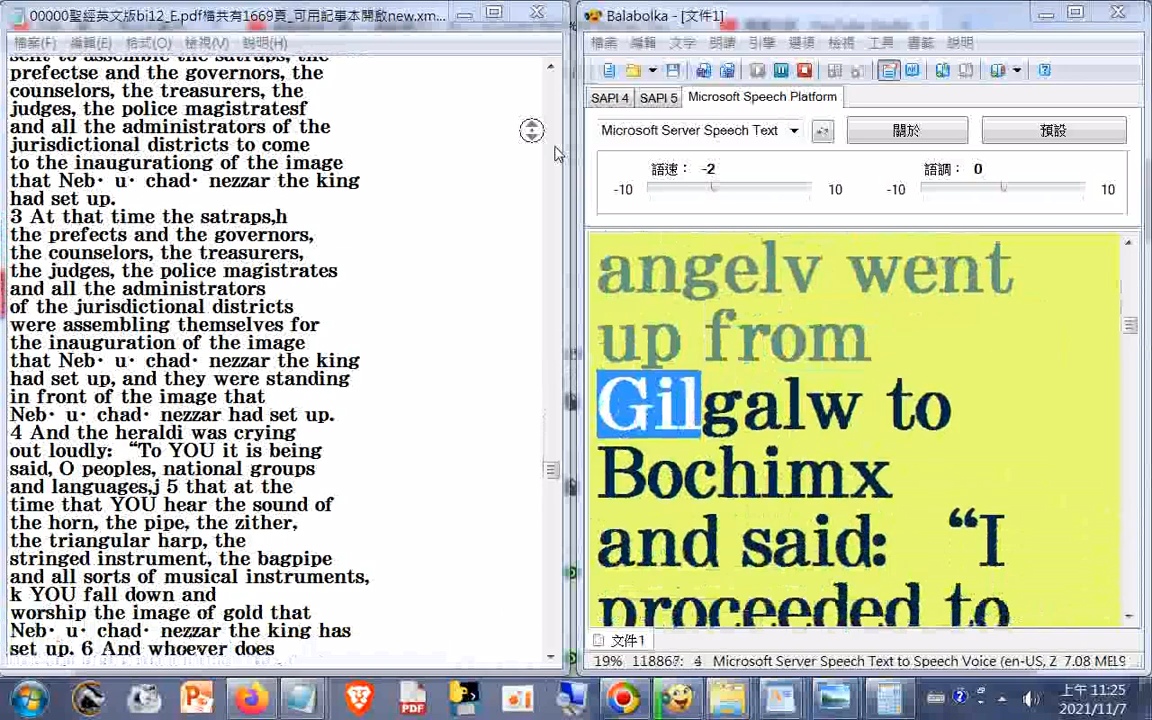 00000聖經英文版bi12_E.pdf檔共有1669頁_可用記事本開啟new.xm...
檔案(F) 編輯(E) 格式(O) 檢視(V) 說明(H)
sent to assemble the satraps, the
prefectse and the governors, the
counselors, the treasurers, the
judges, the police magistratesf
and all the administrators of the
jurisdictional districts to come
to the inaugurationg of the image
that Neb· u· chad· nezzar the king
had set up.
3 At that time the satraps,h
the prefects and the governors,
the counselors, the treasurers,
the judges, the police magistrates
and all the administrators
of the jurisdictional districts
were assembling themselves for
the inauguration of the image
that Neb· u· chad· nezzar the king
had set up, and they were standing
in front of the image that
Neb· u· chad· nezzar had set up.
4 And the heraldi was crying
out loudly: “To YOU it is being
said, O peoples, national groups
and languages,j 5 that at the
time that YOU hear the sound of
the horn, the pipe, the zither,
the triangular harp, the
stringed instrument, the bagpipe
and all sorts of musical instruments,
k YOU fall down and
worship the image of gold that
Neb· u· chad· nezzar the king has
set up. 6 And whoever does
Balabolka - [文件1]
檔案 編輯 文字 朗讀 引擎 選項 檢視 工具 書籤 說明
SAPI 4 SAPI 5 Microsoft Speech Platform
Microsoft Server Speech Text 關於 預設
語速： -2 語調： 0
-10 10 -10 10
angelv went
up from
Gilgalw to
Bochimx
and said: “I
proceeded to
文件1
19% 118867: 4 Microsoft Server Speech Text to Speech Voice (en-US, Z 7.08 ME
PDF
上午 11:25
2021/11/7